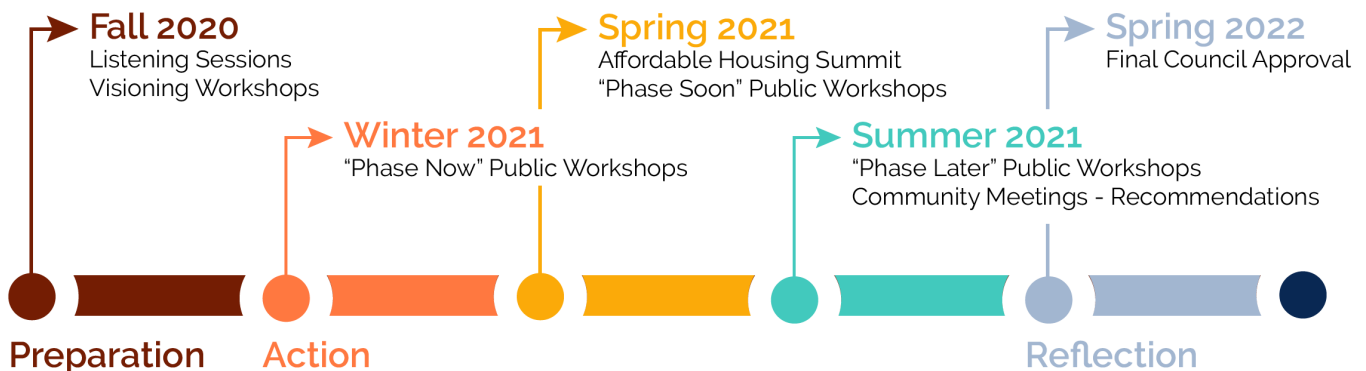 Fall 2020
Listening Sessions
Visioning Workshops
Winter 2021
“Phase Now” Public Workshops
Spring 2021
Affordable Housing Summit
“Phase Soon” Public Workshops
Summer 2021
“Phase Later” Public Workshops
Community Meetings - Recommendations
Spring 2022
Final Council Approval
Preparation
Action
Reflection